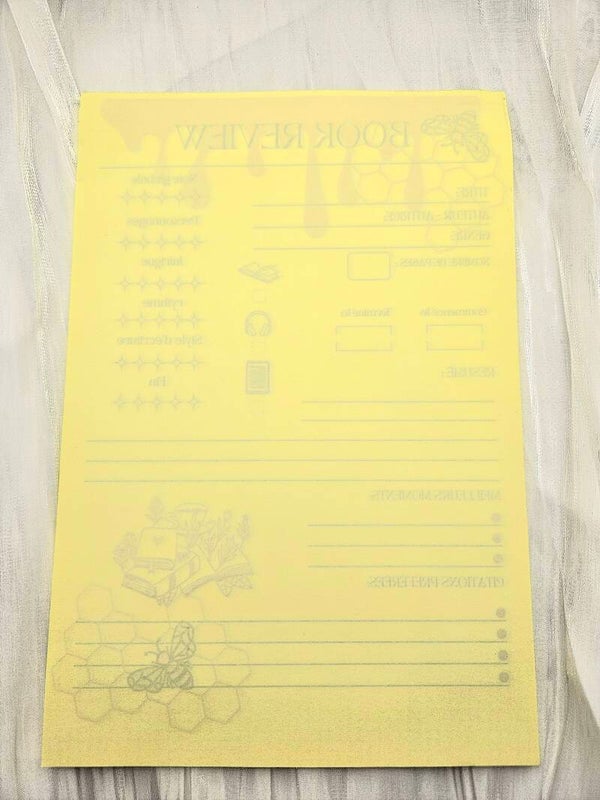 BOOK REVIEW
TITRE:
AUTEUR - AUTRICE:
GENRE:
NOMBRE DE PAGES:
Commencé le
Terminé le
RÉSUMÉ:
Note globale
Personnages
Intrigue
rythme
Style d'écriture
Fin
MEILLEURS MOMENTS:
CITATIONS PRÉFÉRÉES: